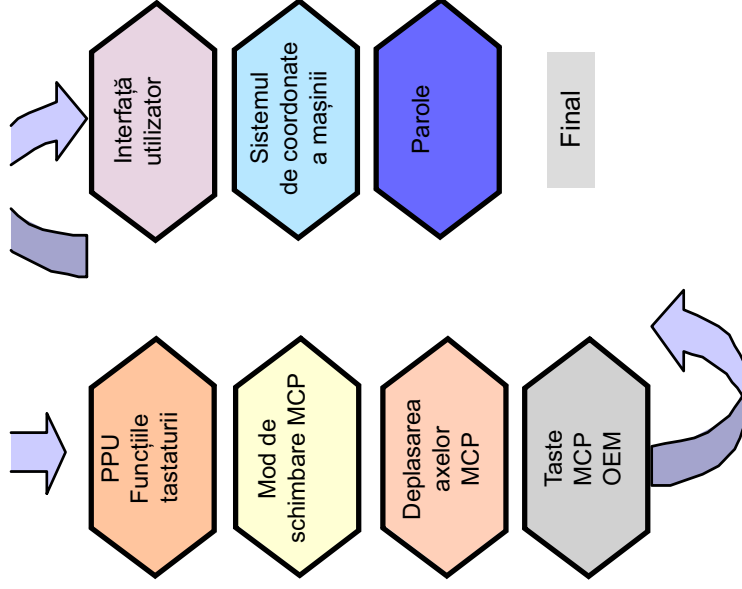 PPU
Funcțiile
tastaturii
Mod de
schimbare MCP
Deplasarea
axelor
MCP
Taste
MCP
OEM
Interfață
utilizator
Sistemul
de coordonate
a mașinii
Parole
Final